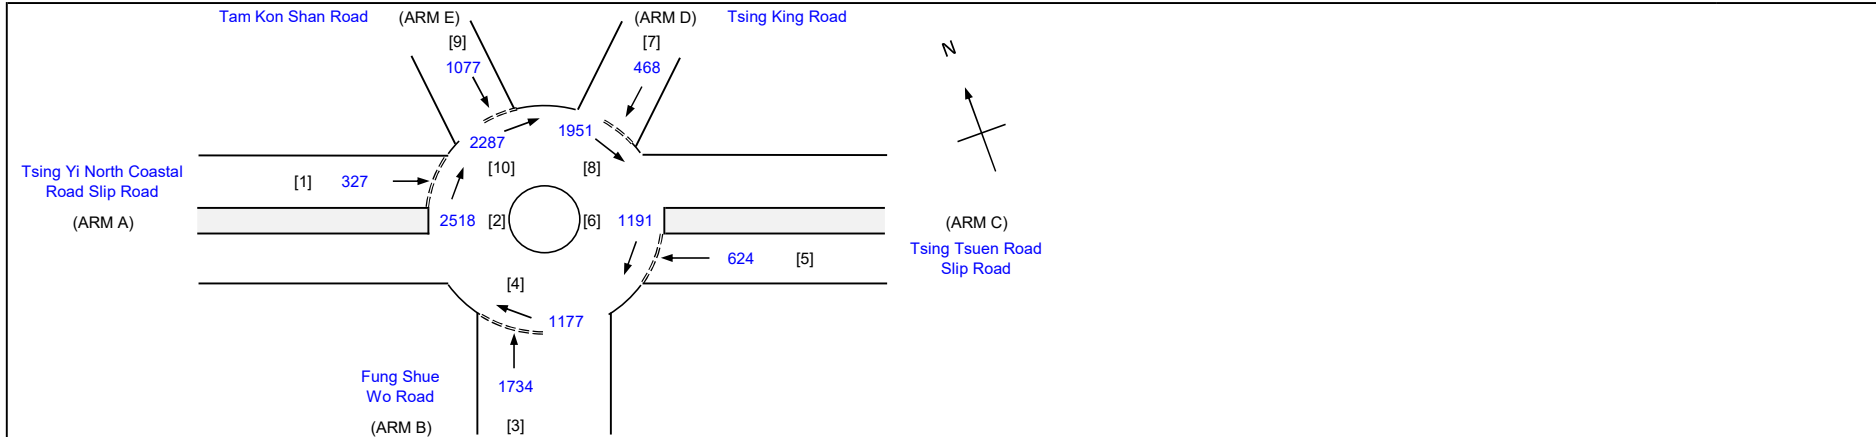 Tam Kon Shan Road (ARM E) (ARM D) Tsing King Road
[9] [7]
1077 468
N
2287 1951
[10] [8]
Tsing Yi North Coastal
Road Slip Road
(ARM A)
[1] 327
2518 [2] [6] 1191
(ARM C)
Tsing Tsuen Road
Slip Road
624 [5]
[4]
1177
Fung Shue
Wo Road
(ARM B)
1734
[3]